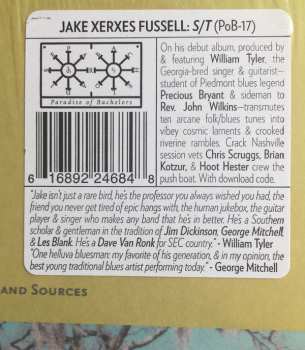 JAKE XERXES FUSSELL: S/T (PoB-17)
On his debut album, produced by
& featuring William Tyler, the
Georgia-bred singer & guitarist—
student of Piedmont blues legend
Precious Bryant & sideman to
Rev. John Wilkins—transmutes
ten arcane folk/blues tunes into
vibey cosmic laments & crooked
riverine rambles. Crack Nashville
session vets Chris Scruggs, Brian
Kotzur, & Hoot Hester crew the
push boat. With download code.
Paradise of Bachelors
6 16892 24684 8
"Jake isn't just a rare bird, he's the professor you always wished you had, the
friend you never got tired of epic hangs with, the human jukebox, the guitar
player & singer who makes any band that he's in better. He's a Southern
scholar & gentleman in the tradition of Jim Dickinson, George Mitchell,
& Les Blank. He's a Dave Van Ronk for SEC country." - William Tyler
"One helluva bluesman: my favorite of his generation, & in my opinion, the
best young traditional blues artist performing today." - George Mitchell
AND SOURCES